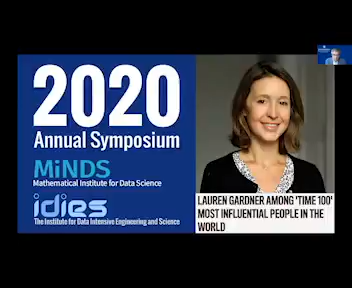 2020
Annual Symposium
MiNDS
Mathematical Institute for Data Science
idies
The Institute for Data Intensive Engineering and Science
LAUREN GARDNER AMONG 'TIME 100'
MOST INFLUENTIAL PEOPLE IN THE
WORLD